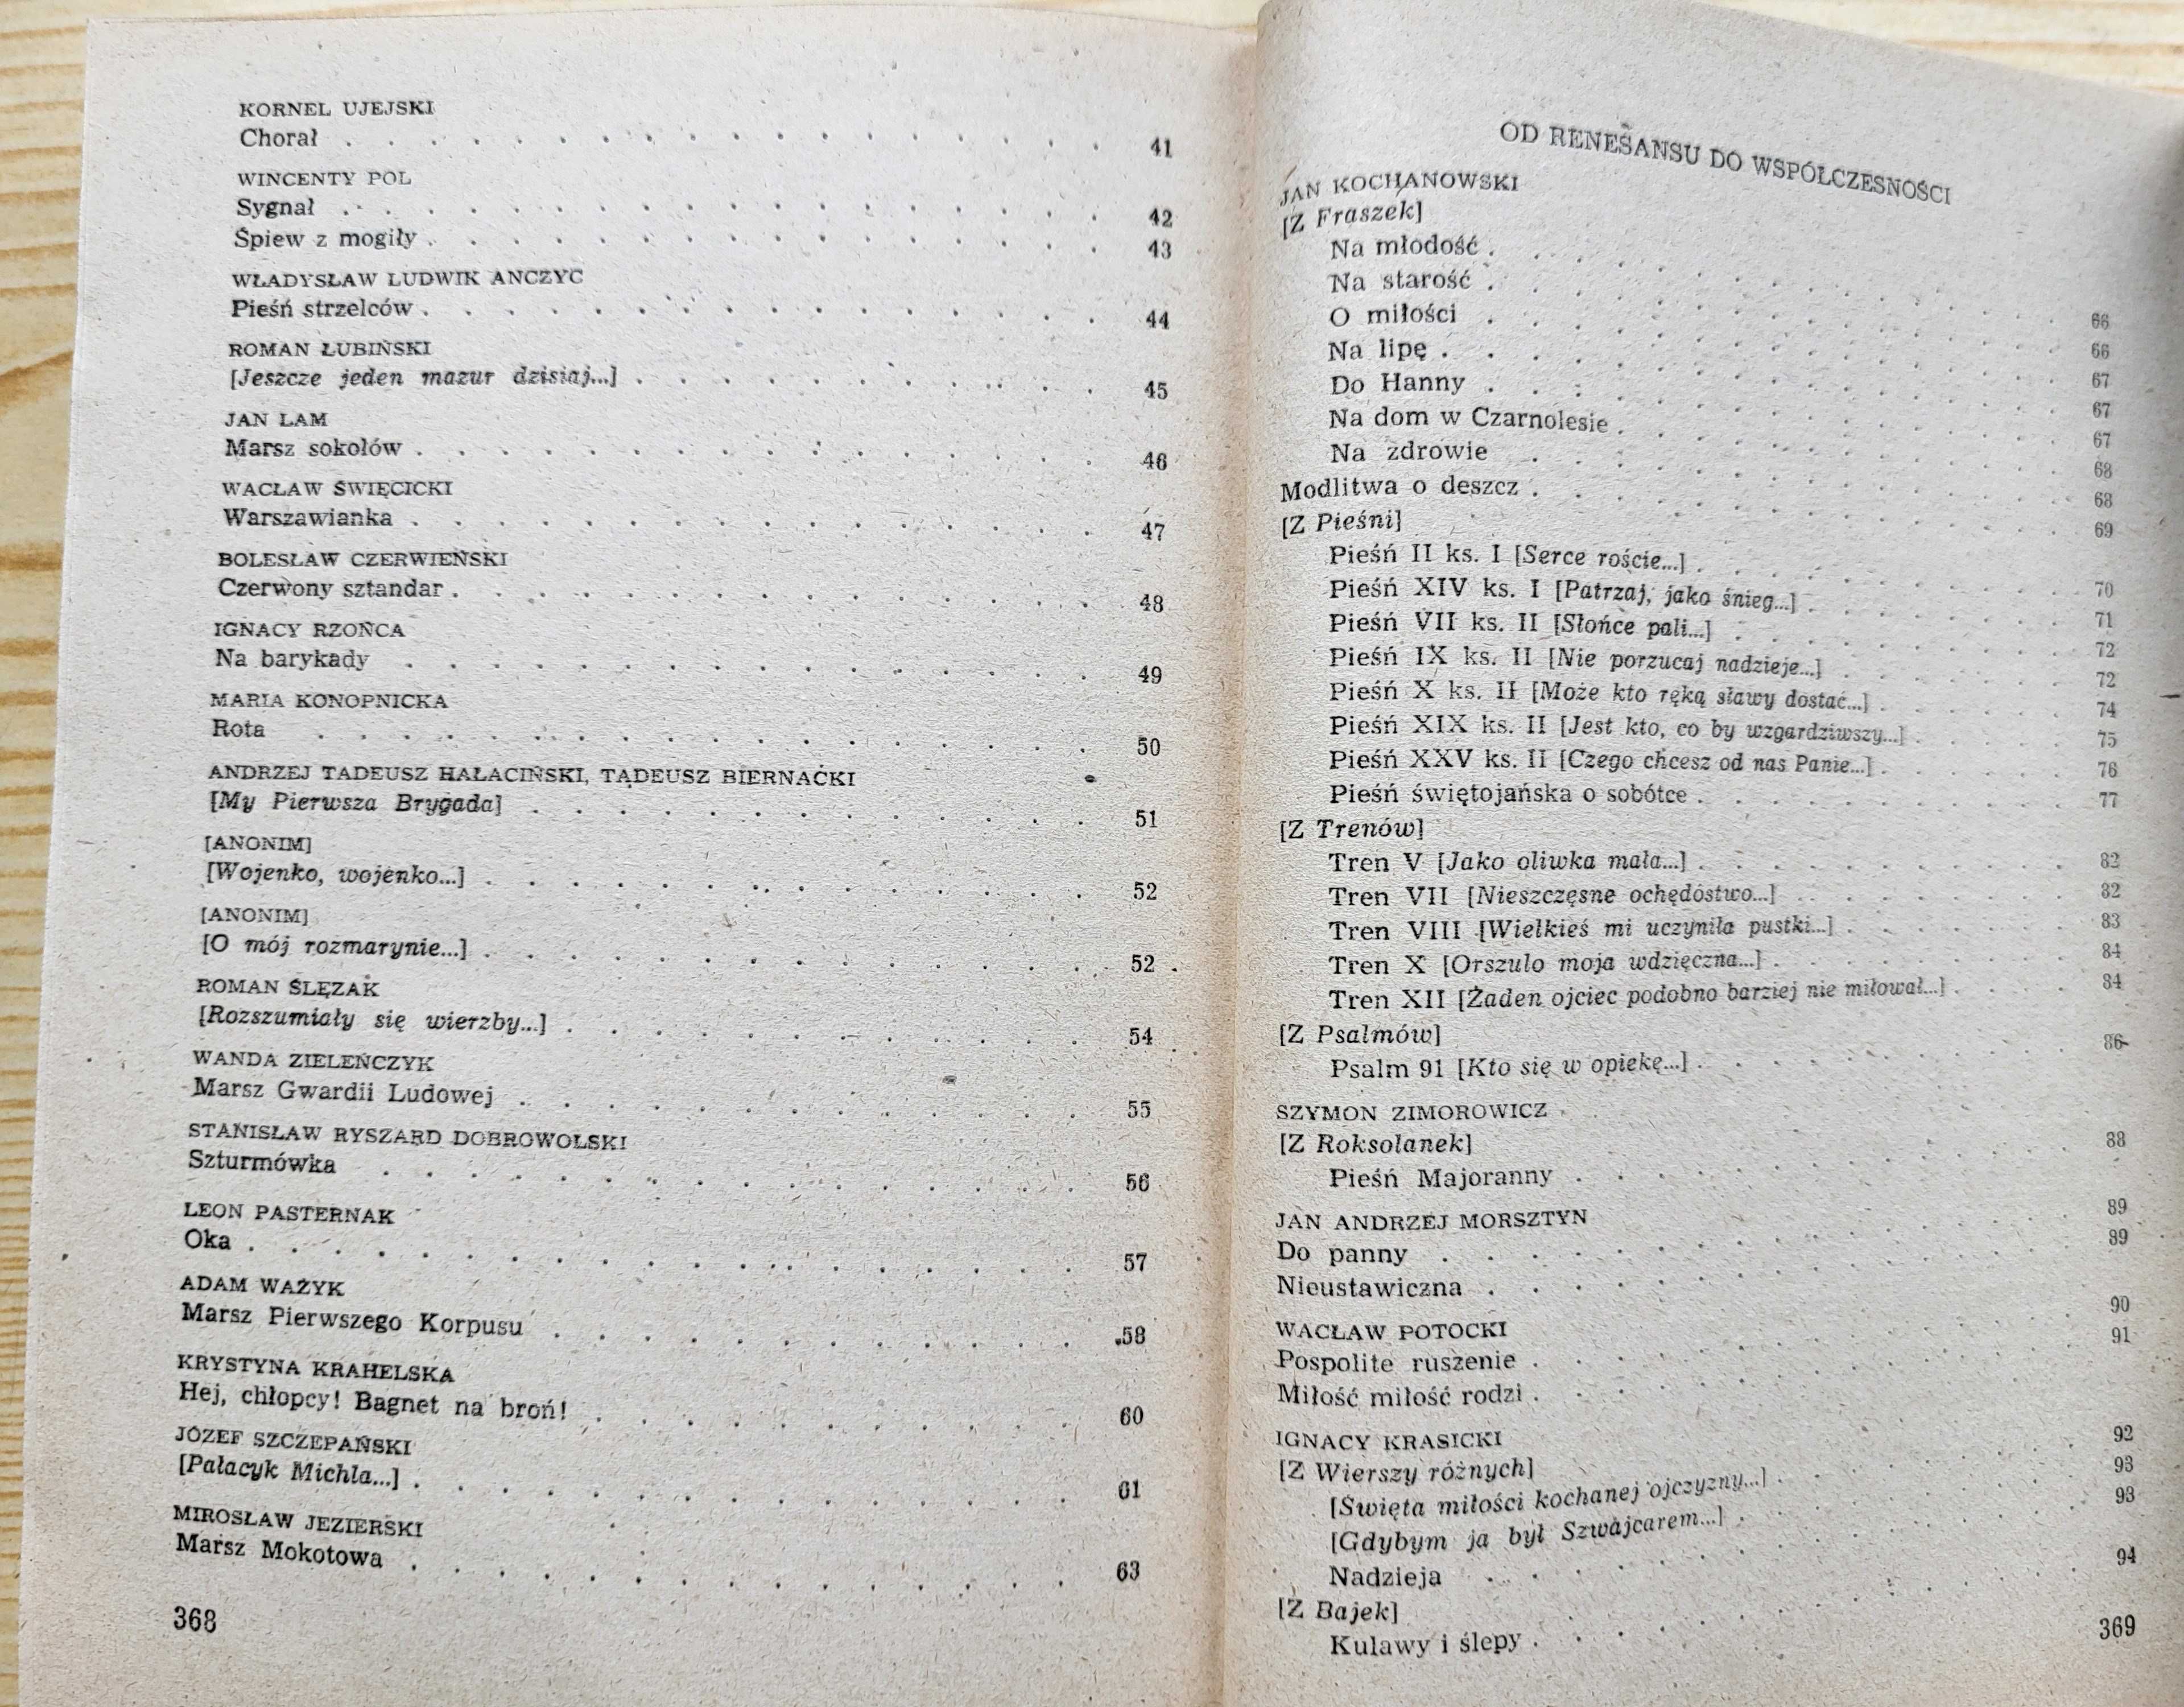 KORNEL UJEJSKI
Chorał . . . . . . . . . . . . . . . . 41
WINCENTY POL
Sygnał . . . . . . . . . . . . . . . . 42
Śpiew z mogiły . . . . . . . . . . . . . 43
WŁADYSŁAW LUDWIK ANCZYC
Pieśń strzelców . . . . . . . . . . . . . 44
ROMAN ŁUBIŃSKI
[Jeszcze jeden mazur dzisiaj...] . . . . . . . . . 45
JAN LAM
Marsz sokołów . . . . . . . . . . . . . 46
WACŁAW ŚWIĘCICKI
Warszawianka . . . . . . . . . . . . . 47
BOLESŁAW CZERWIEŃSKI
Czerwony sztandar . . . . . . . . . . . . 48
IGNACY RZOŃCA
Na barykady . . . . . . . . . . . . . 49
MARIA KONOPNICKA
Rota . . . . . . . . . . . . . . . 50
ANDRZEJ TADEUSZ HAŁACIŃSKI, TADEUSZ BIERNACKI
[My Pierwsza Brygada] . . . . . . . . . . . 51
[ANONIM]
[Wojenko, wojenko...] . . . . . . . . . . . 52
[ANONIM]
[O mój rozmarynie...] . . . . . . . . . . . 52
ROMAN ŚLĘZAK
[Rozszumiały się wierzby...] . . . . . . . . . 54
WANDA ZIELEŃCZYK
Marsz Gwardii Ludowej . . . . . . . . . . 55
STANISŁAW RYSZARD DOBROWOLSKI
Szturmówka . . . . . . . . . . . . . 56
LEON PASTERNAK
Oka . . . . . . . . . . . . . . . 57
ADAM WAŻYK
Marsz Pierwszego Korpusu . . . . . . . . . . 58
KRYSTYNA KRAHELSKA
Hej, chłopcy! Bagnet na broń! . . . . . . . . . 60
JÓZEF SZCZEPAŃSKI
[Pałacyk Michla...] . . . . . . . . . . . . 61
MIROSŁAW JEZIERSKI
Marsz Mokotowa . . . . . . . . . . . . 63
368
OD RENESANSU DO WSPÓŁCZESNOŚCI
JAN KOCHANOWSKI
[Z Fraszek]
Na młodość . . . . . . . . . . . . . 66
Na starość . . . . . . . . . . . . . 66
O miłości . . . . . . . . . . . . . 67
Na lipę . . . . . . . . . . . . . . 67
Do Hanny . . . . . . . . . . . . . 67
Na dom w Czarnolesie . . . . . . . . . . 68
Na zdrowie . . . . . . . . . . . . . 68
Modlitwa o deszcz . . . . . . . . . . . . 69
[Z Pieśni]
Pieśń II ks. I [Serce roście...] . . . . . . . . 70
Pieśń XIV ks. I [Patrzaj, jako śnieg...] . . . . . . 71
Pieśń VII ks. II [Słońce pali...] . . . . . . . . 72
Pieśń IX ks. II [Nie porzucaj nadzieje...] . . . . . 72
Pieśń X ks. II [Może kto ręką sławy dostać...] . . . . 74
Pieśń XIX ks. II [Jest kto, co by wzgardziwszy...] . . . 75
Pieśń XXV ks. II [Czego chcesz od nas Panie...] . . . . 76
Pieśń świętojańska o sobótce . . . . . . . . 77
[Z Trenów]
Tren V [Jako oliwka mała...] . . . . . . . . 82
Tren VII [Nieszczęsne ochędóstwo...] . . . . . . 82
Tren VIII [Wielkieś mi uczyniła pustki...] . . . . . 83
Tren X [Orszulo moja wdzięczna...] . . . . . . . 84
Tren XII [Żaden ojciec podobno barziej nie miłował...] . . . 84
[Z Psalmów]
Psalm 91 [Kto się w opiekę...] . . . . . . . . 86
SZYMON ZIMOROWICZ
[Z Roksolanek]
Pieśń Majoranny . . . . . . . . . . . 88
JAN ANDRZEJ MORSZTYN
Do panny . . . . . . . . . . . . . . 89
Nieustawiczna . . . . . . . . . . . . . 89
WACŁAW POTOCKI
Pospolite ruszenie . . . . . . . . . . . . 90
Miłość miłość rodzi . . . . . . . . . . . . 91
IGNACY KRASICKI
[Z Wierszy różnych]
[Święta miłości kochanej ojczyzny...] . . . . . . . 92
[Gdybym ja był Szwajcarem...] . . . . . . . . 93
Nadzieja . . . . . . . . . . . . . 93
[Z Bajek]
Kulawy i ślepy . . . . . . . . . . . . 94
369